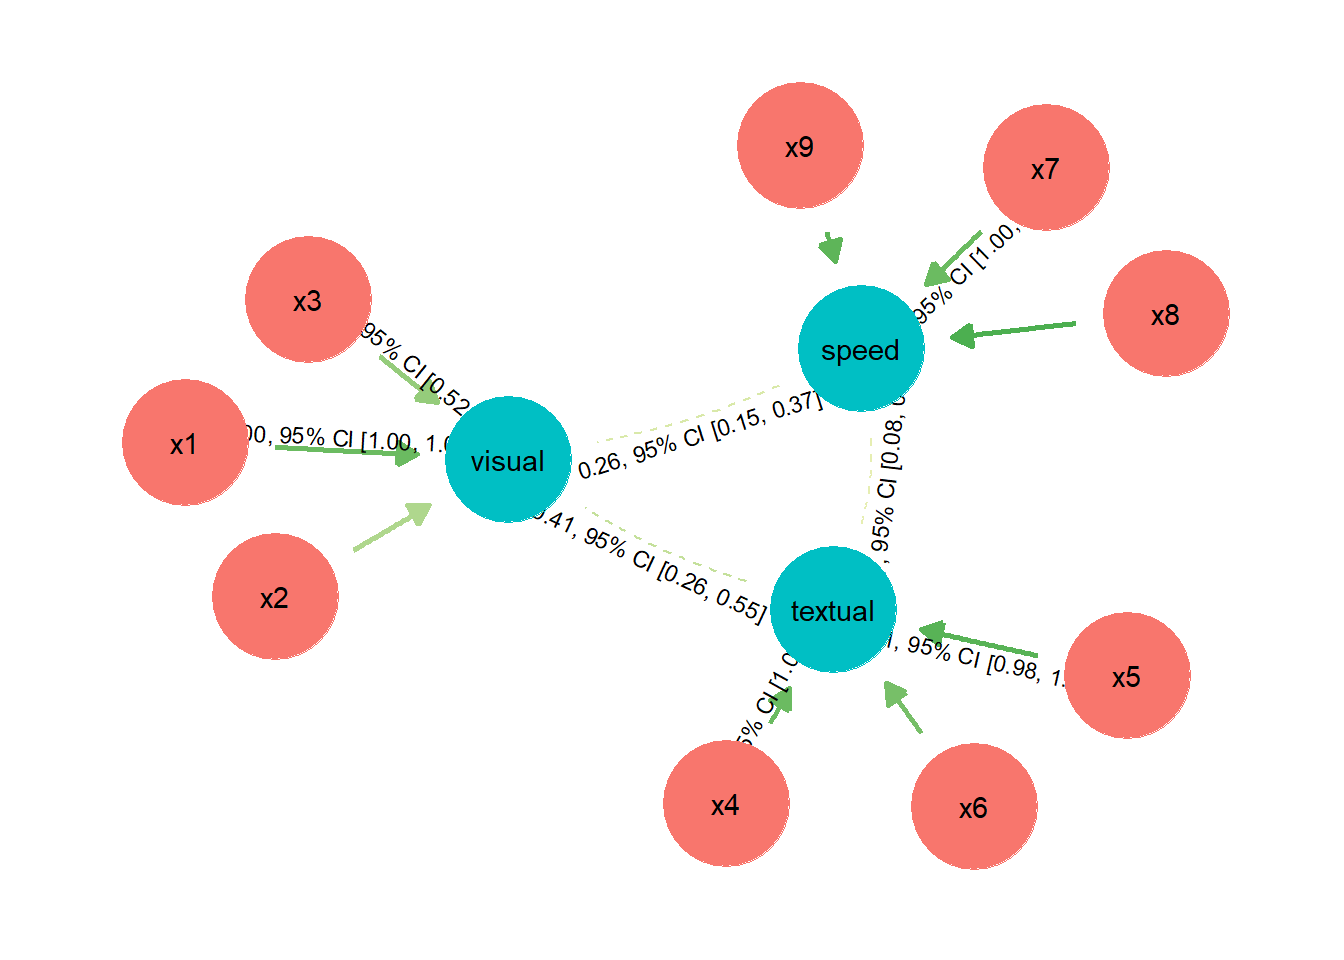 x9
x7
95% CI [1.00,
x3
x8
95% CI [0.52
speed
x1
00, 95% CI [1.00, 1.0
visual
0.26, 95% CI [0.15, 0.37]
, 95% CI [0.08,
0.41, 95% CI [0.26, 0.55]
x2
textual
, 95% CI [0.98, 1.
x5
5% CI [1.0
x4
x6